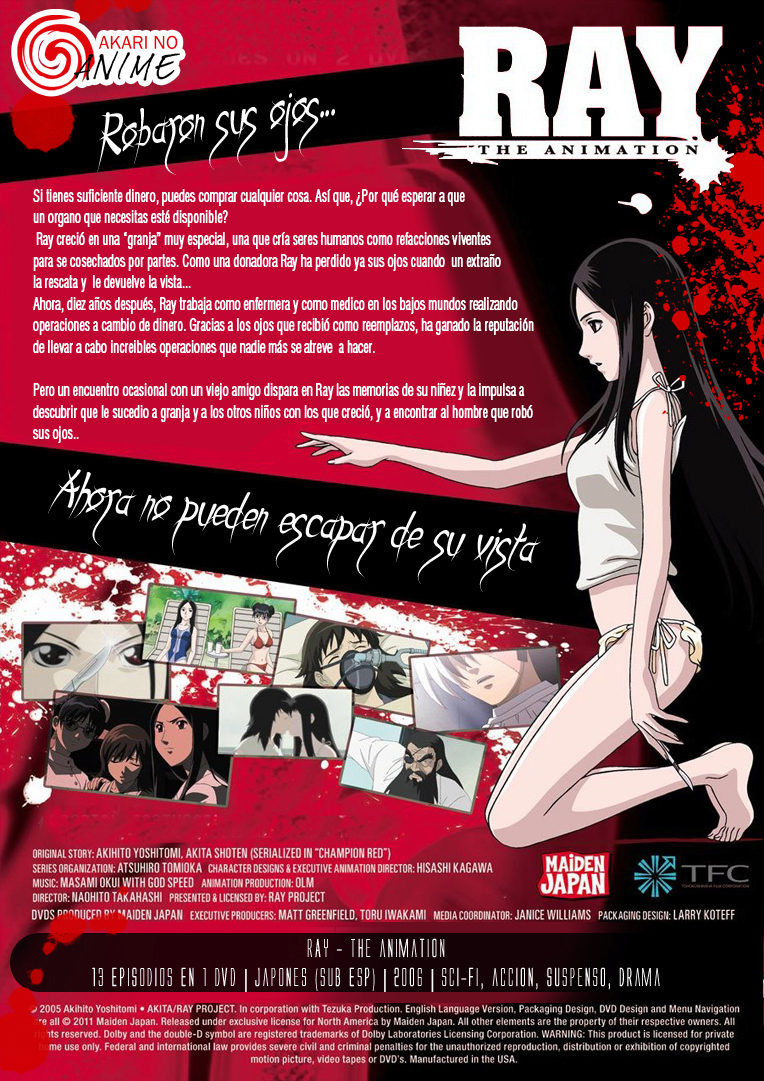 AKARI NO
ANIME
RAY
THE ANIMATION
Robaron sus ojos...
Si tienes suficiente dinero, puedes comprar cualquier cosa. Así que, ¿Por qué esperar a que
un organo que necesitas esté disponible?
Ray creció en una "granja" muy especial, una que cría seres humanos como refacciones viventes
para se cosechados por partes. Como una donadora Ray ha perdido ya sus ojos cuando un extraño
la rescata y le devuelve la vista...
Ahora, diez años después, Ray trabaja como enfermera y como medico en los bajos mundos realizando
operaciones a cambio de dinero. Gracias a los ojos que recibió como reemplazos, ha ganado la reputación
de llevar a cabo increibles operaciones que nadie más se atreve a hacer.
Pero un encuentro ocasional con un viejo amigo dispara en Ray las memorias de su niñez y la impulsa a
descubrir que le sucedio a granja y a los otros niños con los que creció, y a encontrar al hombre que robó
sus ojos..
Ahora no pueden escapar de su vista
ORIGINAL STORY: AKIHITO YOSHITOMI, AKITA SHOTEN (SERIALIZED IN "CHAMPION RED")
SERIES ORGANIZATION: ATSUHIRO TOMIOKA CHARACTER DESIGNS & EXECUTIVE ANIMATION DIRECTOR: HISASHI KAGAWA
MUSIC: MASAMI OKUI WITH GOD SPEED ANIMATION PRODUCTION: OLM
DIRECTOR: NAOHITO TAKAHASHI PRESENTED & LICENSED BY: RAY PROJECT
DVDS PRODUCED BY MAIDEN JAPAN EXECUTIVE PRODUCERS: MATT GREENFIELD, TORU IWAKAMI MEDIA COORDINATOR: JANICE WILLIAMS PACKAGING DESIGN: LARRY KOTEFF
MAIDEN
JAPAN
TFC
TOKUSHIMA FILM CORPORATION
RAY - THE ANIMATION
13 EPISODIOS EN 1 DVD | JAPONES (SUB ESP) | 2006 | SCI-FI, ACCION, SUSPENSO, DRAMA
© 2005 Akihito Yoshitomi • AKITA/RAY PROJECT. In corporation with Tezuka Production. English Language Version, Packaging Design, DVD Design and Menu Navigation
are all © 2011 Maiden Japan. Released under exclusive license for North America by Maiden Japan. All other elements are the property of their respective owners. All
rights reserved. Dolby and the double-D symbol are registered trademarks of Dolby Laboratories Licensing Corporation. WARNING: This product is licensed for private
home use only. Federal and international law provides severe civil and criminal penalties for the unauthorized reproduction, distribution or exhibition of copyrighted
motion picture, video tapes or DVD's. Manufactured in the USA.